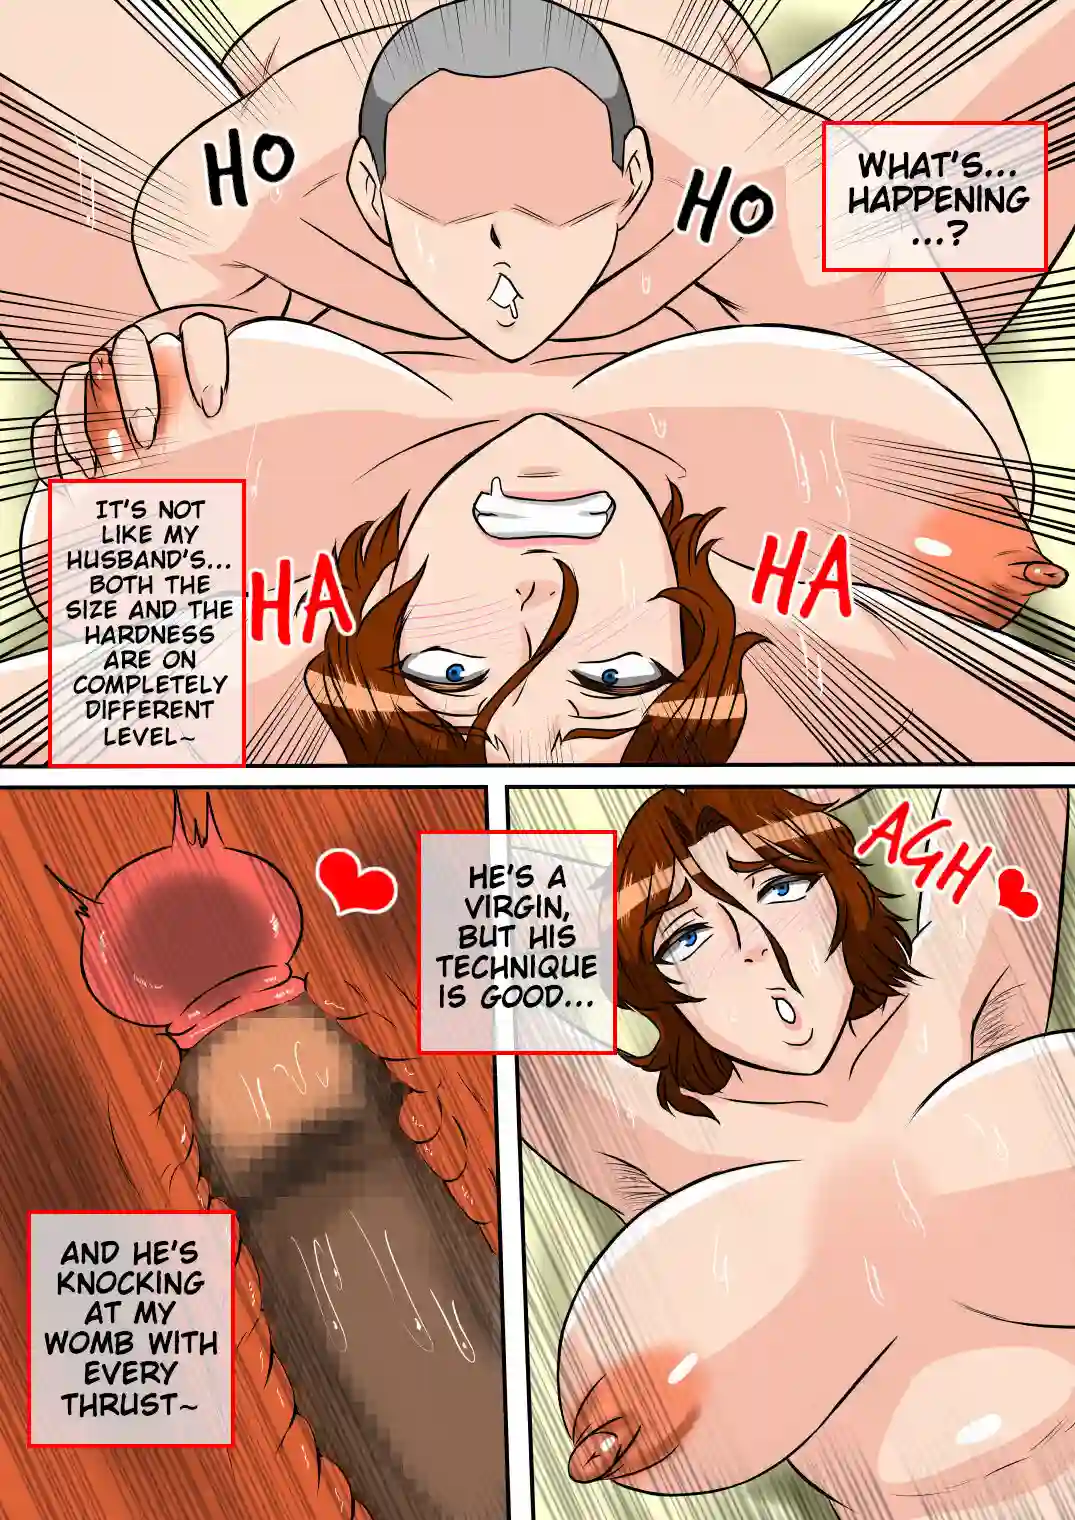 HO
HO
WHAT'S...
HAPPENING
...?
IT'S NOT
LIKE MY
HUSBAND'S...
BOTH THE
SIZE AND THE
HARDNESS
ARE ON
COMPLETELY
DIFFERENT
LEVEL~
HA
HA
HE'S A
VIRGIN,
BUT HIS
TECHNIQUE
IS GOOD...
AGH
AND HE'S
KNOCKING
AT MY
WOMB WITH
EVERY
THRUST~